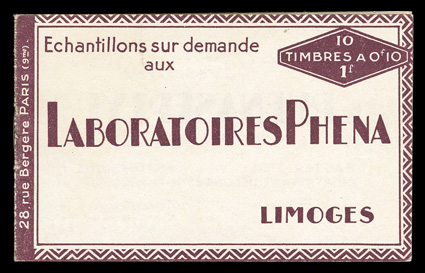 Echantillons sur demande
aux
10
TIMBRES A 0f10
1f
LABORATOIRES PHENA
LIMOGES
28, rue Bergère PARIS (9me)